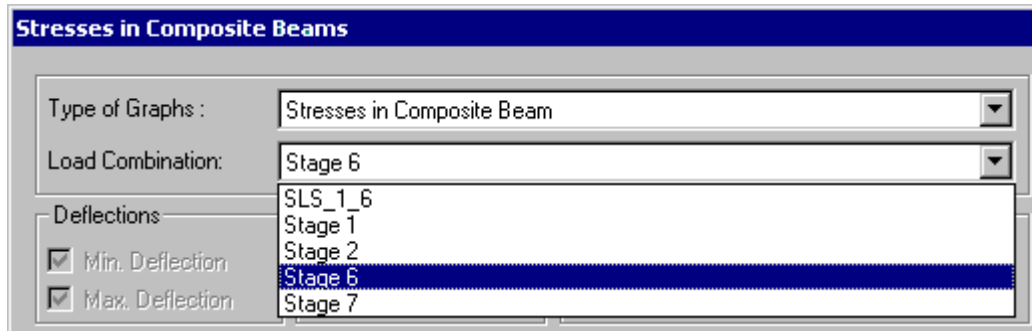 Stresses in Composite Beams
Type of Graphs : Stresses in Composite Beam
Load Combination: Stage 6
SLS_1_6
Deflections
Stage 1
Min. Deflection
Stage 2
Stage 6
Max. Deflection
Stage 7